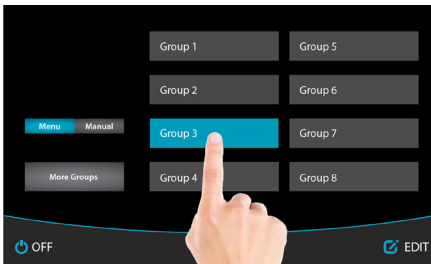 Group 1
Group 5
Group 2
Group 6
Menu
Manual
Group 3
Group 7
More Groups
Group 4
Group 8
OFF
EDIT